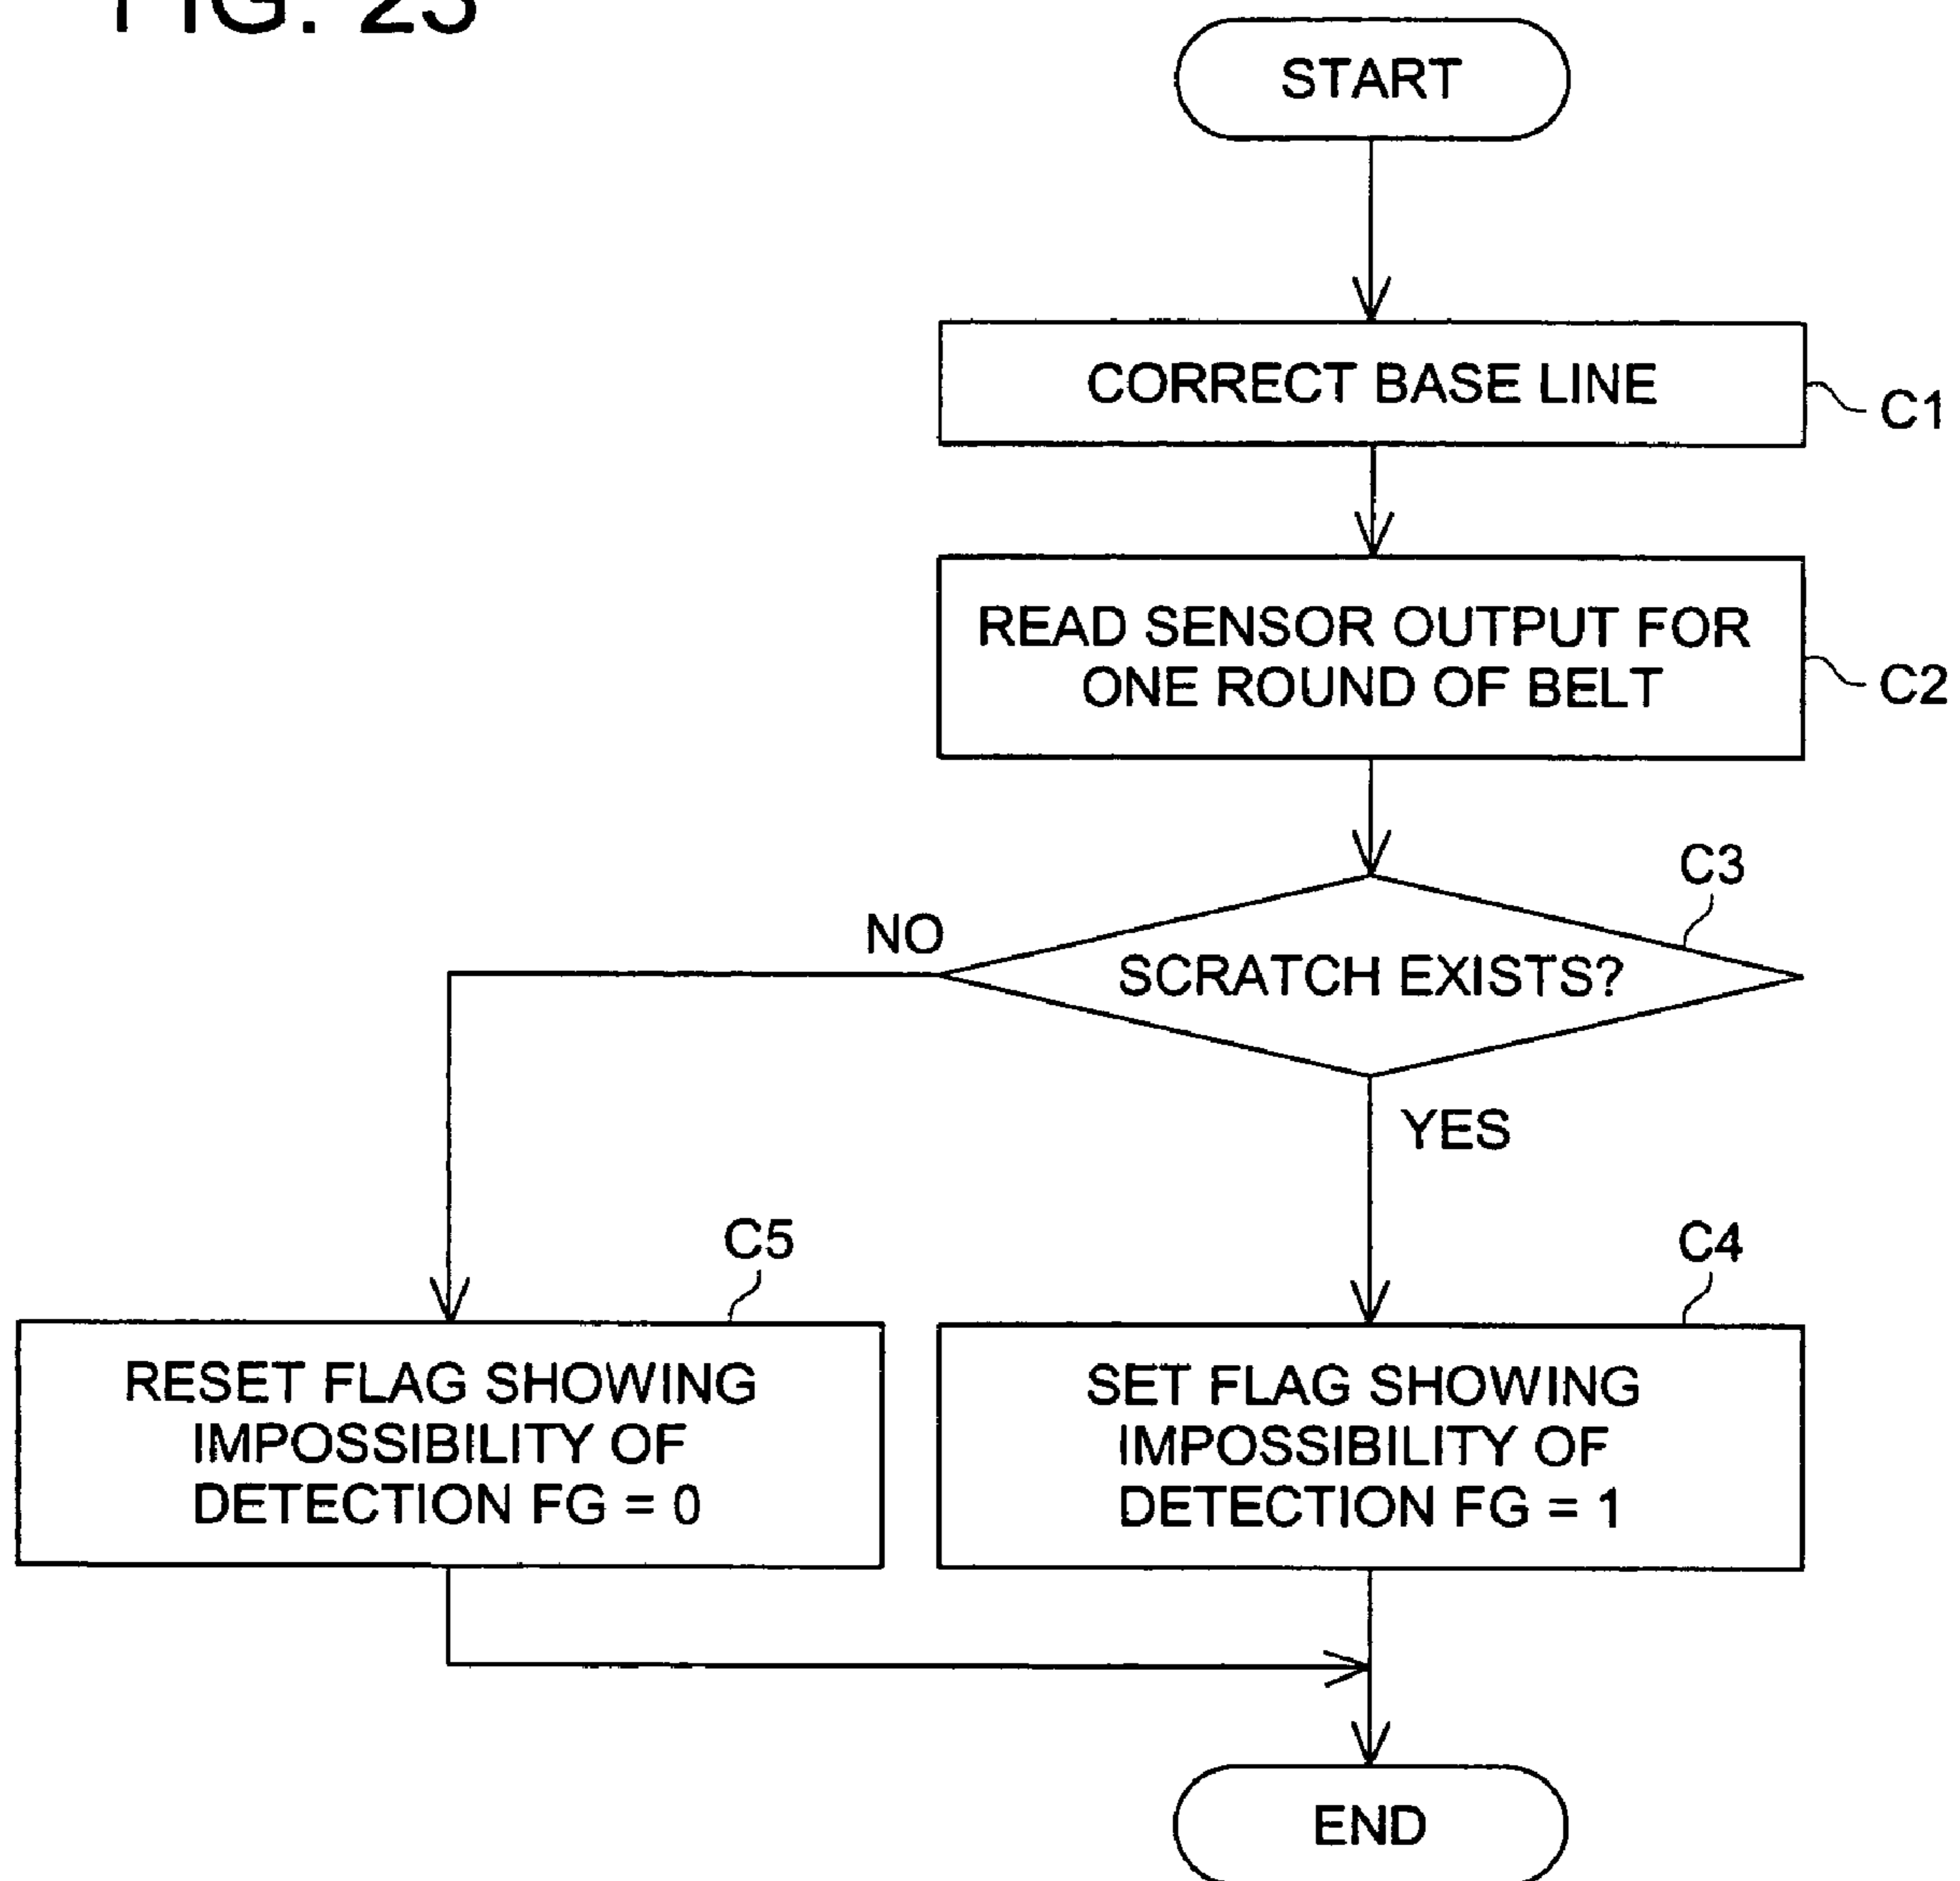 FIG. 23
START
CORRECT BASE LINE
C1
READ SENSOR OUTPUT FOR
ONE ROUND OF BELT
C2
C3
NO
SCRATCH EXISTS?
YES
C5
C4
RESET FLAG SHOWING
IMPOSSIBILITY OF
DETECTION FG = 0
SET FLAG SHOWING
IMPOSSIBILITY OF
DETECTION FG = 1
END